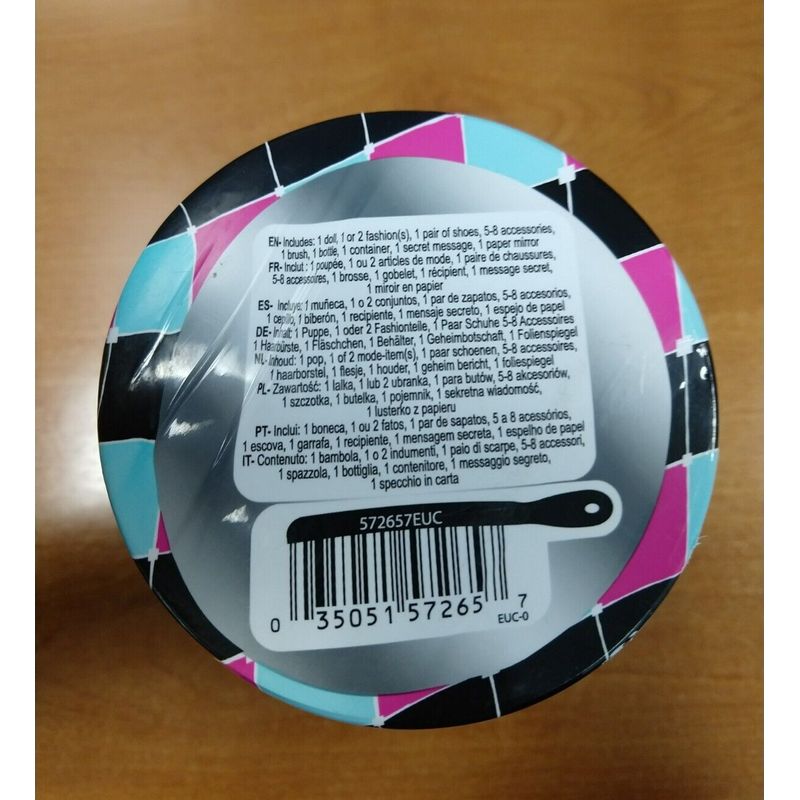 EN- Includes: 1 doll, 1 or 2 fashion(s), 1 pair of shoes, 5-8 accessories,
1 brush, 1 bottle, 1 container, 1 secret message, 1 paper mirror
FR- Inclut : 1 poupée, 1 ou 2 articles de mode, 1 paire de chaussures,
5-8 accessoires, 1 brosse, 1 gobelet, 1 récipient, 1 message secret,
1 miroir en papier
ES- Incluye: 1 muñeca, 1 o 2 conjuntos, 1 par de zapatos, 5-8 accesorios,
1 cepillo, 1 biberón, 1 recipiente, 1 mensaje secreto, 1 espejo de papel
DE- Inhalt: 1 Puppe, 1 oder 2 Fashionteile, 1 Paar Schuhe 5-8 Accessoires
1 Haarbürste, 1 Fläschchen, 1 Behälter, 1 Geheimbotschaft, 1 Folienspiegel
NL- Inhoud: 1 pop, 1 of 2 mode-item(s), 1 paar schoenen, 5-8 accessoires,
1 haarborstel, 1 flesje, 1 houder, 1 geheim bericht, 1 foliespiegel
PL- Zawartość: 1 lalka, 1 lub 2 ubranka, 1 para butów, 5-8 akcesoriów,
1 szczotka, 1 butelka, 1 pojemnik, 1 sekretna wiadomość,
1 lusterko z papieru
PT- Inclui: 1 boneca, 1 ou 2 fatos, 1 par de sapatos, 5 a 8 acessórios,
1 escova, 1 garrafa, 1 recipiente, 1 mensagem secreta, 1 espelho de papel
IT- Contenuto: 1 bambola, 1 o 2 indumenti, 1 paio di scarpe, 5-8 accessori,
1 spazzola, 1 bottiglia, 1 contenitore, 1 messaggio segreto,
1 specchio in carta
572657EUC
0 35051 57265 7
EUC-0